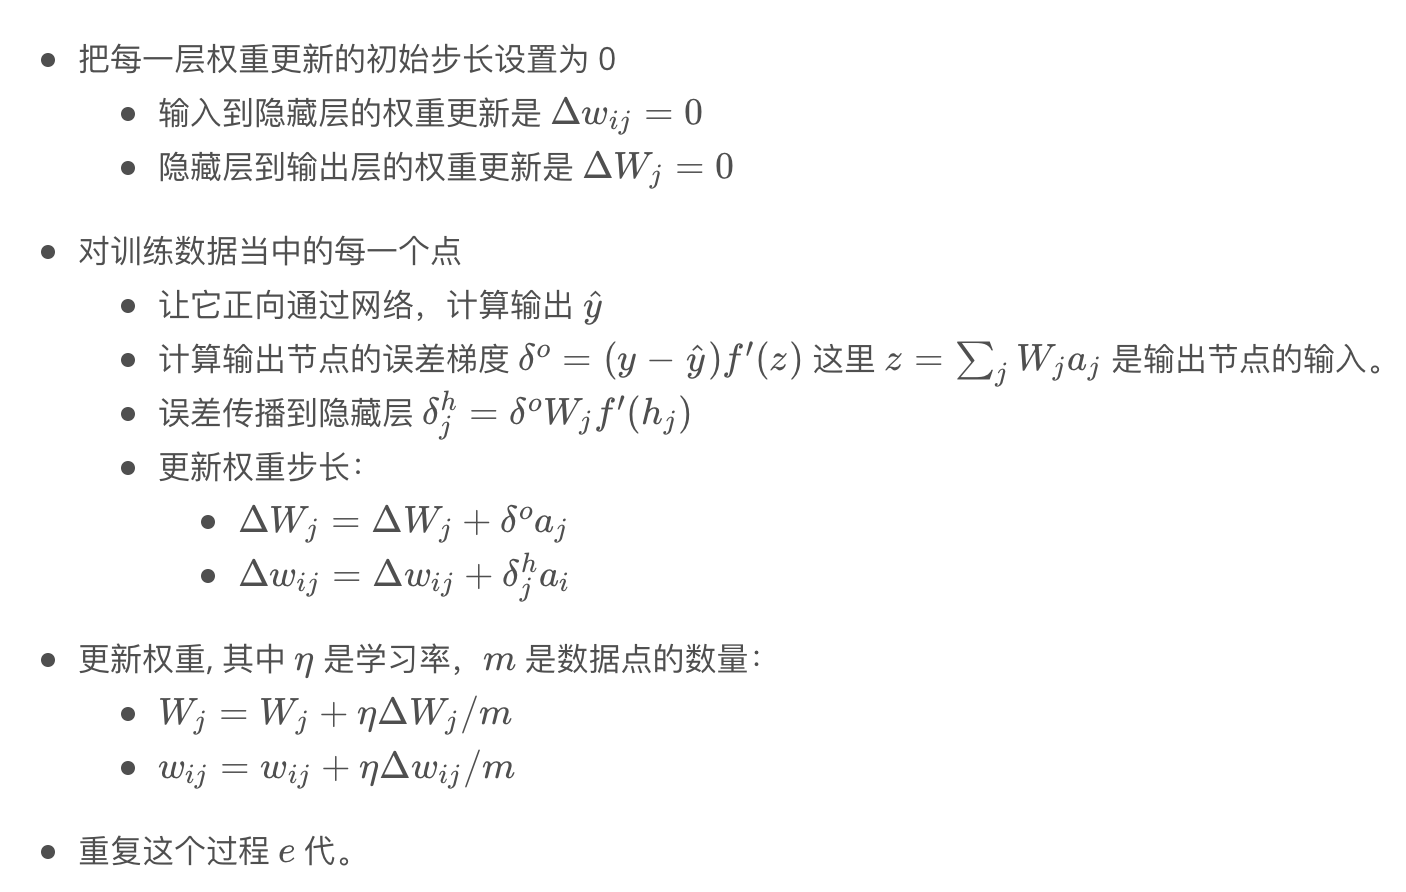 • 把每一层权重更新的初始步长设置为 0
• 输入到隐藏层的权重更新是 $\Delta w_{ij} = 0$
• 隐藏层到输出层的权重更新是 $\Delta W_j = 0$
• 对训练数据当中的每一个点
• 让它正向通过网络，计算输出 $\hat{y}$
• 计算输出节点的误差梯度 $\delta^o = (y - \hat{y})f'(z)$ 这里 $z = \sum_j W_j a_j$ 是输出节点的输入。
• 误差传播到隐藏层 $\delta^h_j = \delta^o W_j f'(h_j)$
• 更新权重步长：
• $\Delta W_j = \Delta W_j + \delta^o a_j$
• $\Delta w_{ij} = \Delta w_{ij} + \delta^h_j a_i$
• 更新权重, 其中 $\eta$ 是学习率，$m$ 是数据点的数量：
• $W_j = W_j + \eta \Delta W_j / m$
• $w_{ij} = w_{ij} + \eta \Delta w_{ij} / m$
• 重复这个过程 $e$ 代。